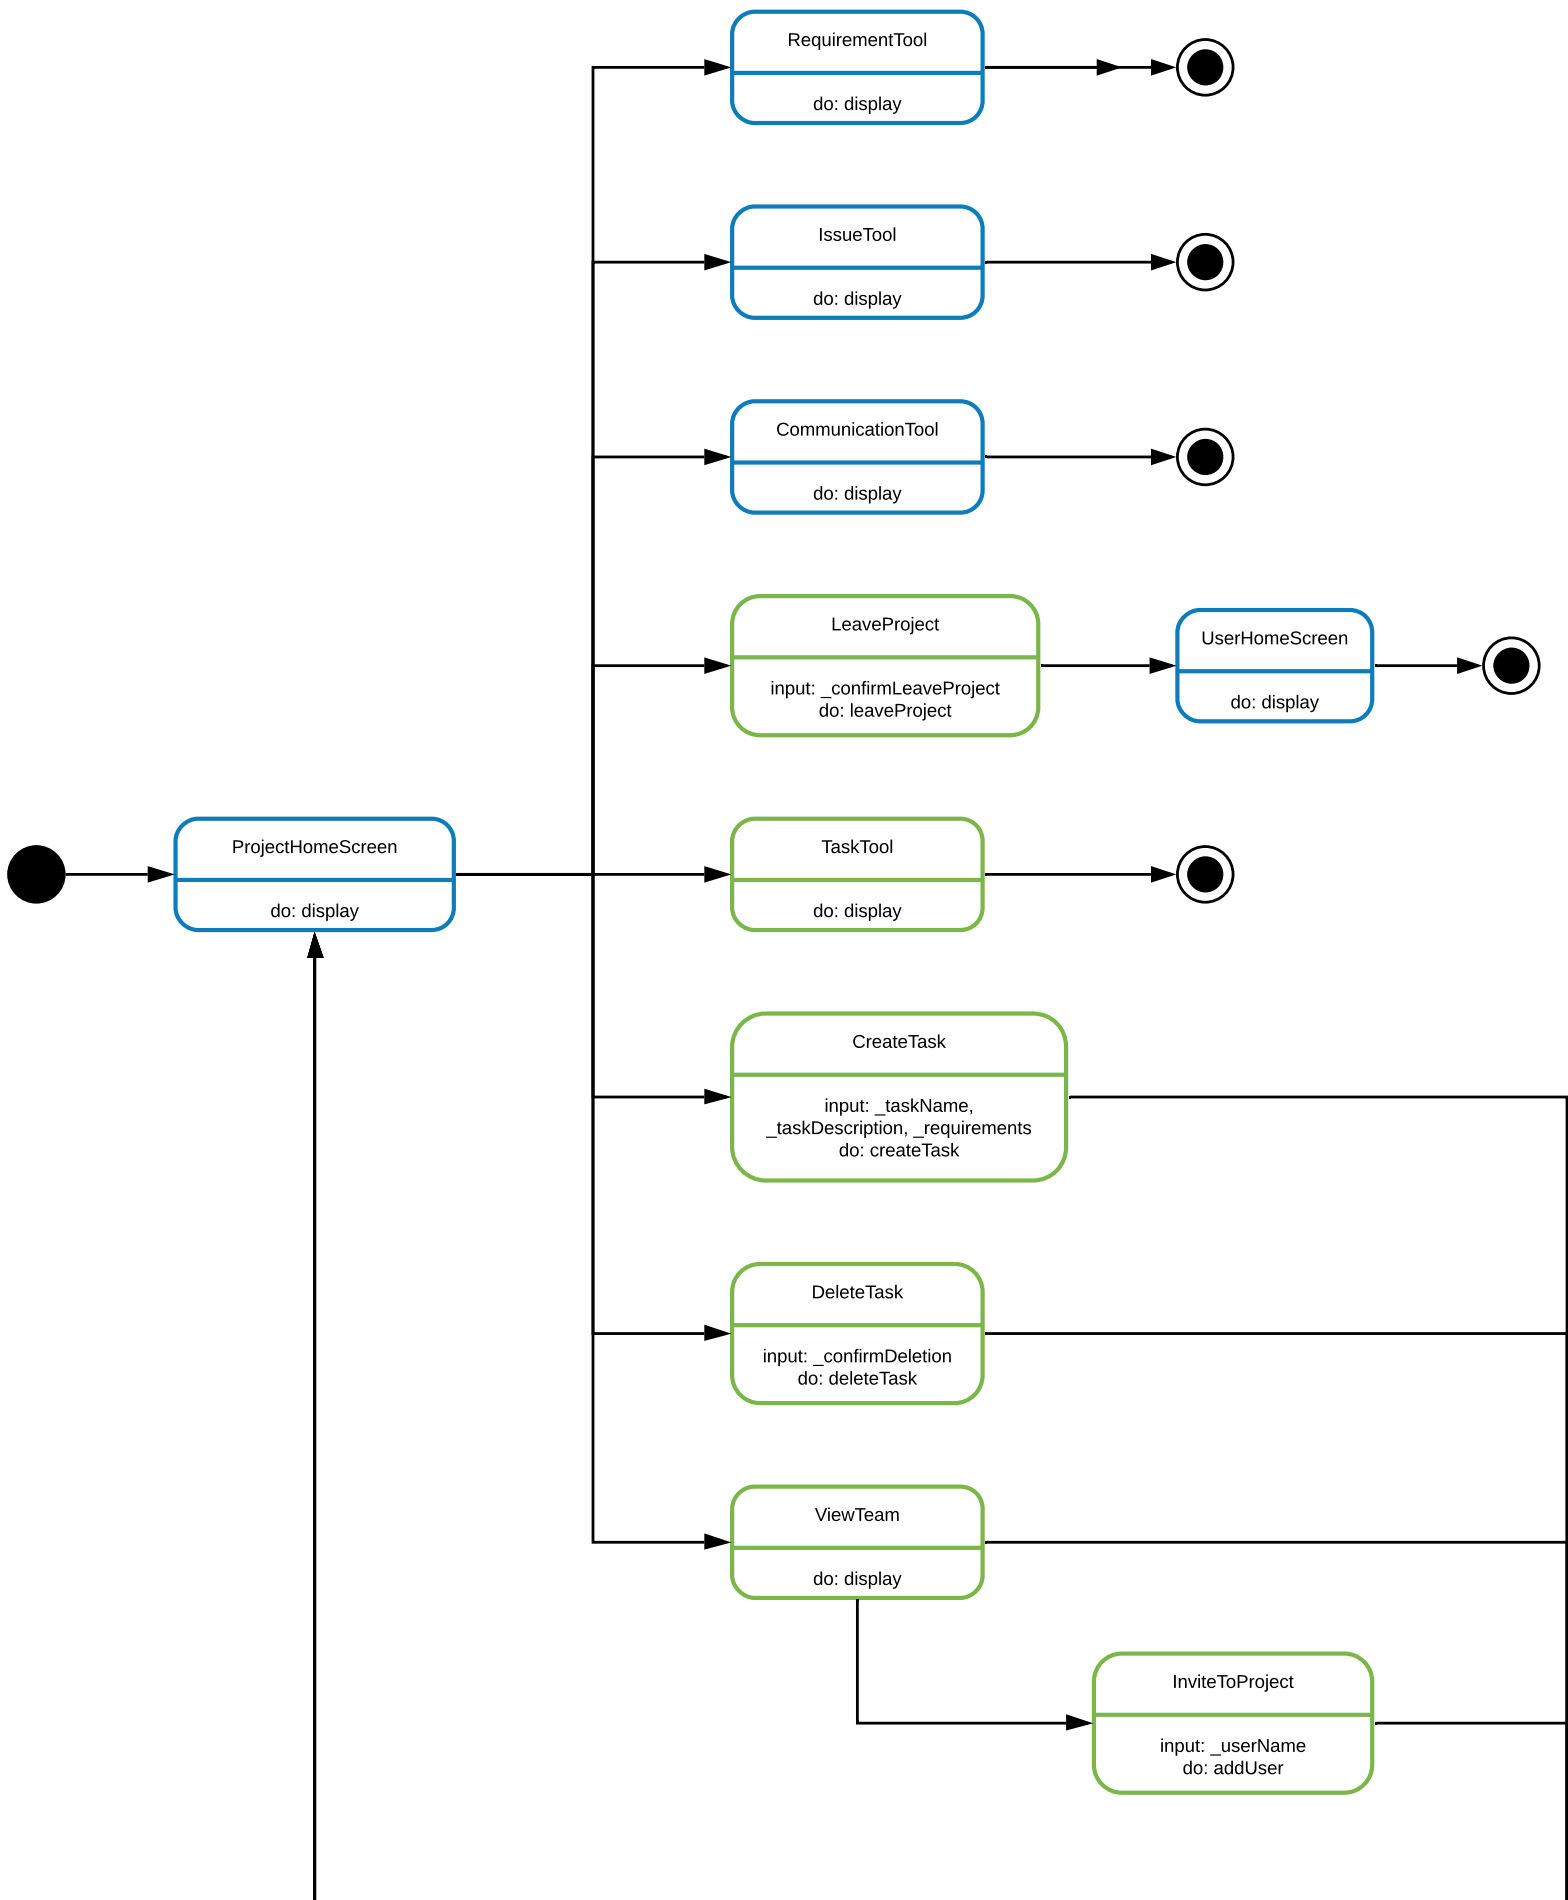 RequirementTool
do: display
IssueTool
do: display
CommunicationTool
do: display
LeaveProject
input: _confirmLeaveProject
do: leaveProject
UserHomeScreen
do: display
ProjectHomeScreen
do: display
TaskTool
do: display
CreateTask
input: _taskName,
_taskDescription, _requirements
do: createTask
DeleteTask
input: _confirmDeletion
do: deleteTask
ViewTeam
do: display
InviteToProject
input: _userName
do: addUser